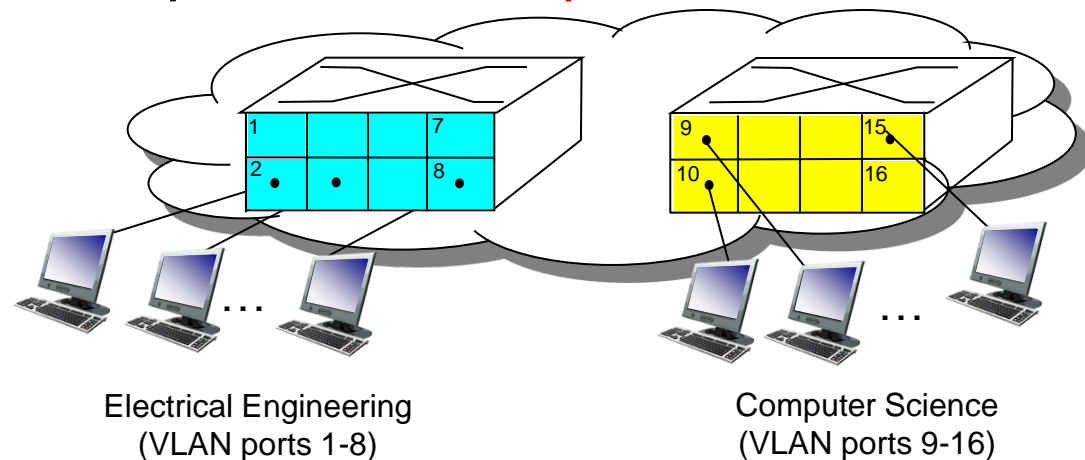 1 7
2 8
9 15
10 16
... ...
Electrical Engineering
(VLAN ports 1-8)
Computer Science
(VLAN ports 9-16)